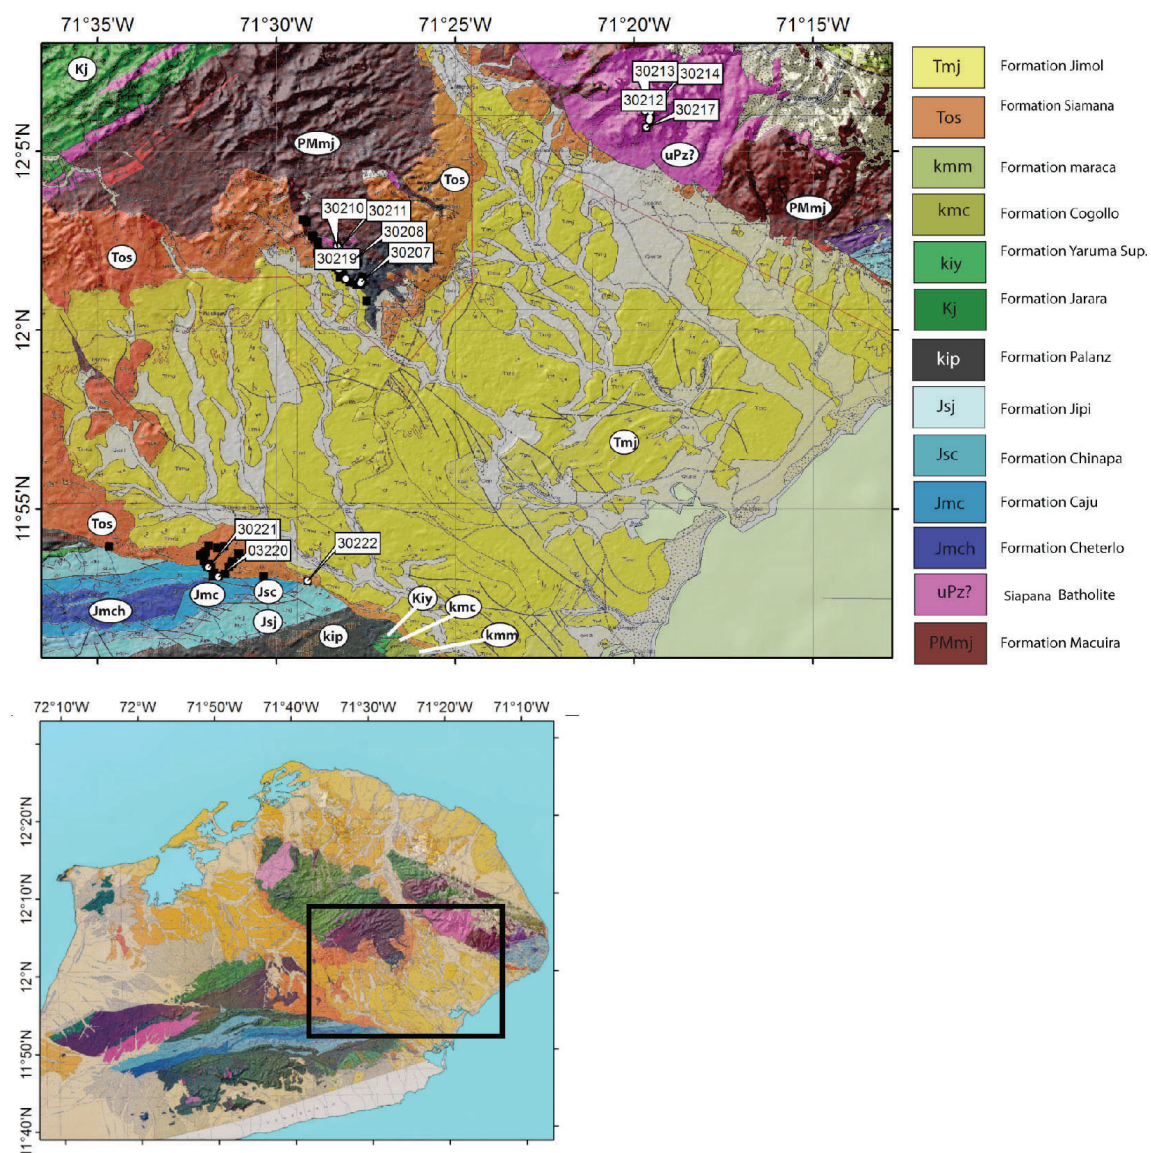 71°35'W 71°30'W 71°25'W 71°20'W 71°15'W
12°5'N
12°N
11°55'N
Kj
30213 30214
30212 30217
PMmj
uPz?
Tos
PMmj
30210 30211
30208
30219 30207
Tos
Tmj
Tos
30221
03220
30222
Jmc
Jsc
Jmch
Jsj
Kiy
kmc
kip
kmm
Tmj Formation Jimol
Tos Formation Siamana
kmm Formation maraca
kmc Formation Cogollo
kiy Formation Yaruma Sup.
Kj Formation Jarara
kip Formation Palanz
Jsj Formation Jipi
Jsc Formation Chinapa
Jmc Formation Caju
Jmch Formation Cheterlo
uPz? Siapana Batholite
PMmj Formation Macuira
72°10'W 72°W 71°50'W 71°40'W 71°30'W 71°20'W 71°10'W
12°20'N
12°10'N
12°N
11°50'N
11°40'N